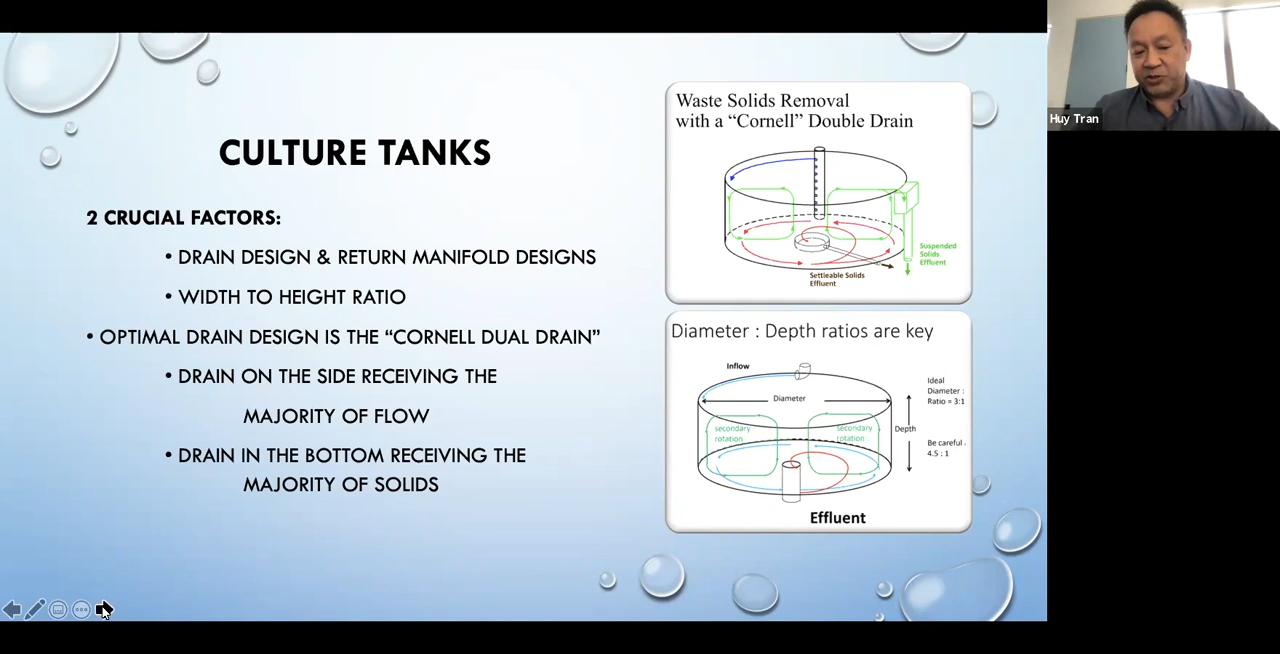 CULTURE TANKS
2 CRUCIAL FACTORS:
• DRAIN DESIGN & RETURN MANIFOLD DESIGNS
• WIDTH TO HEIGHT RATIO
• OPTIMAL DRAIN DESIGN IS THE “CORNELL DUAL DRAIN”
• DRAIN ON THE SIDE RECEIVING THE
MAJORITY OF FLOW
• DRAIN IN THE BOTTOM RECEIVING THE
MAJORITY OF SOLIDS
Waste Solids Removal
with a “Cornell” Double Drain
Suspended
Solids
Effluent
Settleable Solids
Effluent
Diameter : Depth ratios are key
Inflow
Diameter
secondary
rotation
secondary
rotation
Depth
Ideal
Diameter :
Ratio = 3:1
Be careful
4.5 : 1
Effluent
Huy Tran